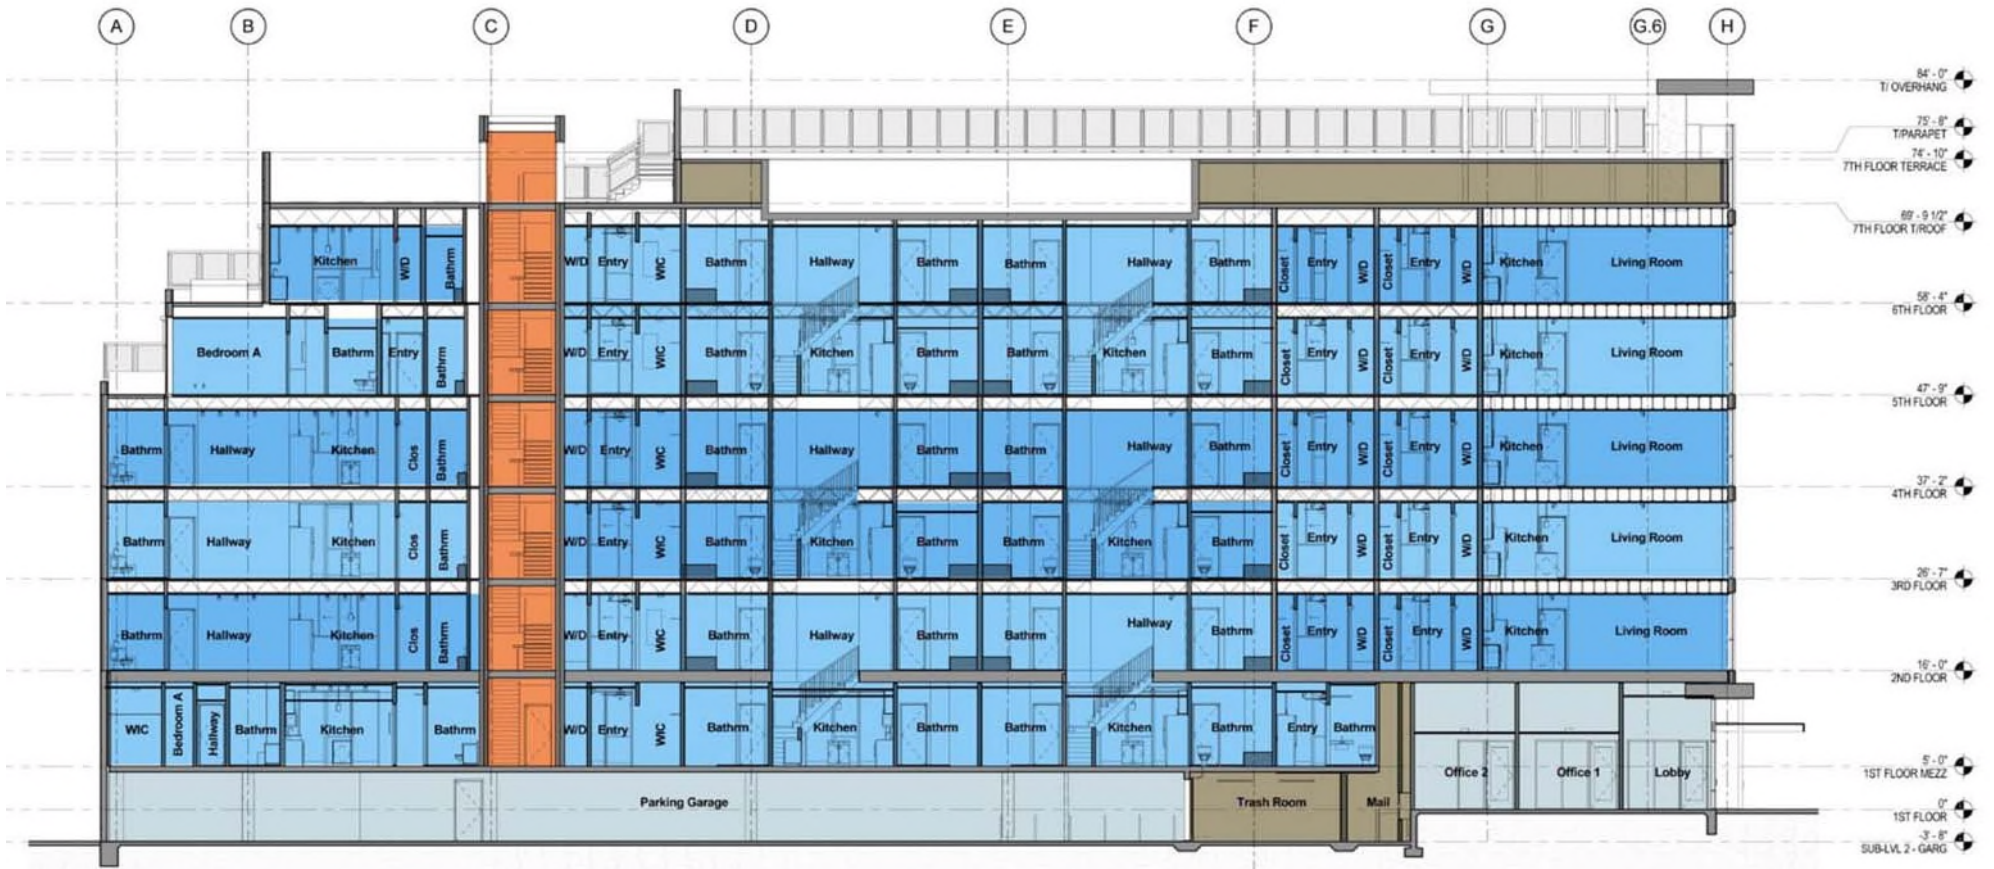 A B C D E F G G.6 H
84' - 0"
T/ OVERHANG
75' - 8"
T/PARAPET
74' - 10"
7TH FLOOR TERRACE
69' - 9 1/2"
7TH FLOOR T/ROOF
Kitchen W/D Bathrm W/D Entry WIC Bathrm Hallway Bathrm Bathrm Hallway Bathrm Closet Entry W/D Closet Entry W/D Kitchen Living Room
58' - 4"
6TH FLOOR
Bedroom A Bathrm Entry Bathrm W/D Entry WIC Bathrm Kitchen Bathrm Bathrm Kitchen Bathrm Closet Entry W/D Closet Entry W/D Kitchen Living Room
47' - 9"
5TH FLOOR
Bathrm Hallway Kitchen Clos Bathrm W/D Entry WIC Bathrm Hallway Bathrm Bathrm Hallway Bathrm Closet Entry W/D Closet Entry W/D Kitchen Living Room
37' - 2"
4TH FLOOR
Bathrm Hallway Kitchen Clos Bathrm W/D Entry WIC Bathrm Kitchen Bathrm Bathrm Kitchen Bathrm Closet Entry W/D Closet Entry W/D Kitchen Living Room
26' - 7"
3RD FLOOR
Bathrm Hallway Kitchen Clos Bathrm W/D Entry WIC Bathrm Hallway Bathrm Bathrm Hallway Bathrm Closet Entry W/D Closet Entry W/D Kitchen Living Room
16' - 0"
2ND FLOOR
WIC Bedroom A Hallway Bathrm Kitchen Bathrm W/D Entry WIC Bathrm Kitchen Bathrm Bathrm Kitchen Bathrm Entry Bathrm
5' - 0"
1ST FLOOR MEZZ
Office 2 Office 1 Lobby
Parking Garage Trash Room Mail
0"
1ST FLOOR
-3' - 8"
SUB-LVL 2 - GARG